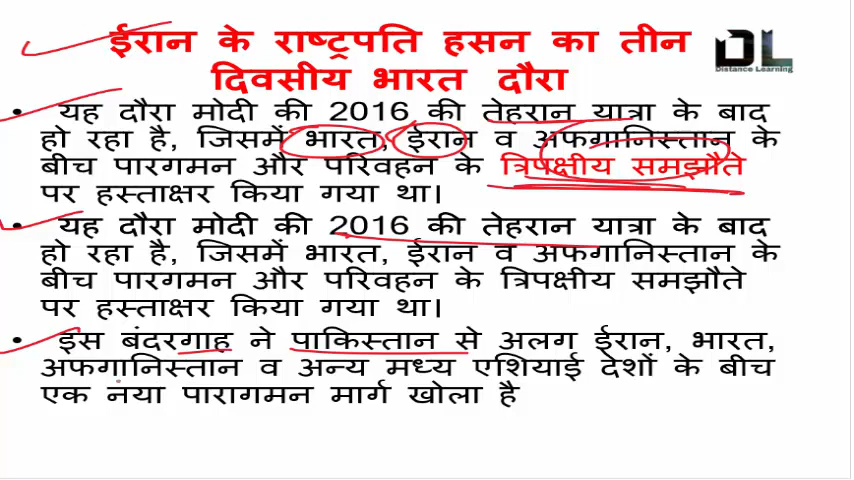 ईरान के राष्ट्रपति हसन का तीन
दिवसीय भारत दौरा
DL
Distance Learning
• यह दौरा मोदी की 2016 की तेहरान यात्रा के बाद
हो रहा है, जिसमें भारत, ईरान व अफगानिस्तान के
बीच पारगमन और परिवहन के त्रिपक्षीय समझौते
पर हस्ताक्षर किया गया था।
• यह दौरा मोदी की 2016 की तेहरान यात्रा के बाद
हो रहा है, जिसमें भारत, ईरान व अफगानिस्तान के
बीच पारगमन और परिवहन के त्रिपक्षीय समझौते
पर हस्ताक्षर किया गया था।
• इस बंदरगाह ने पाकिस्तान से अलग ईरान, भारत,
अफगानिस्तान व अन्य मध्य एशियाई देशों के बीच
एक नया पारागमन मार्ग खोला है